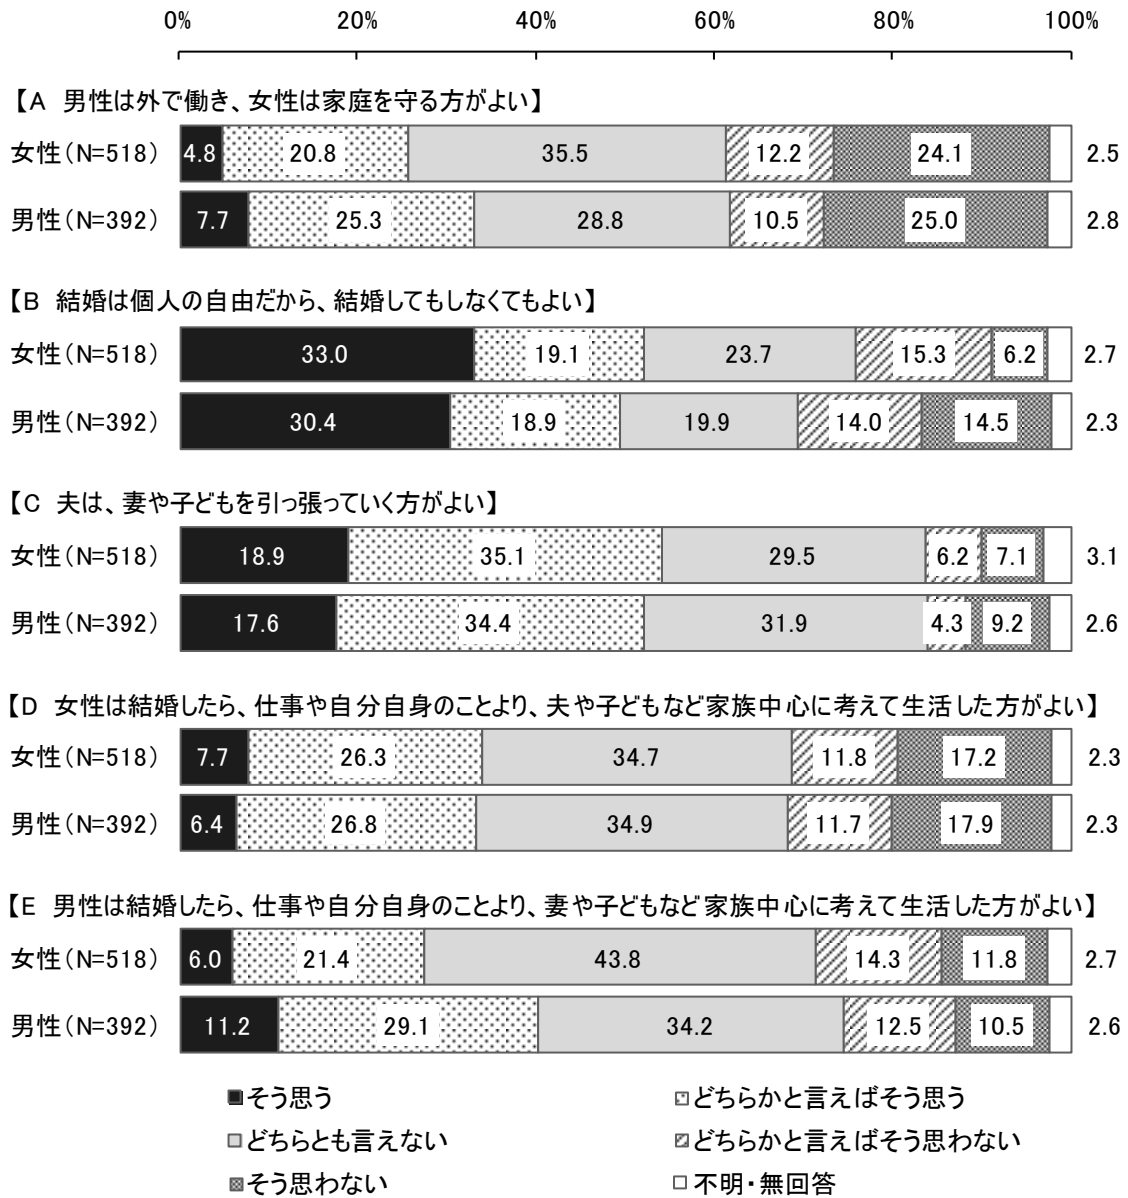 0% 20% 40% 60% 80% 100%
【A 男性は外で働き、女性は家庭を守る方がよい】
女性(N=518) 4.8 20.8 35.5 12.2 24.1 2.5
男性(N=392) 7.7 25.3 28.8 10.5 25.0 2.8
【B 結婚は個人の自由だから、結婚してもしなくてもよい】
女性(N=518) 33.0 19.1 23.7 15.3 6.2 2.7
男性(N=392) 30.4 18.9 19.9 14.0 14.5 2.3
【C 夫は、妻や子どもを引っ張っていく方がよい】
女性(N=518) 18.9 35.1 29.5 6.2 7.1 3.1
男性(N=392) 17.6 34.4 31.9 4.3 9.2 2.6
【D 女性は結婚したら、仕事や自分自身のことより、夫や子どもなど家族中心に考えて生活した方がよい】
女性(N=518) 7.7 26.3 34.7 11.8 17.2 2.3
男性(N=392) 6.4 26.8 34.9 11.7 17.9 2.3
【E 男性は結婚したら、仕事や自分自身のことより、妻や子どもなど家族中心に考えて生活した方がよい】
女性(N=518) 6.0 21.4 43.8 14.3 11.8 2.7
男性(N=392) 11.2 29.1 34.2 12.5 10.5 2.6
そう思う どちらかと言えばそう思う
どちらとも言えない どちらかと言えばそう思わない
そう思わない 不明・無回答